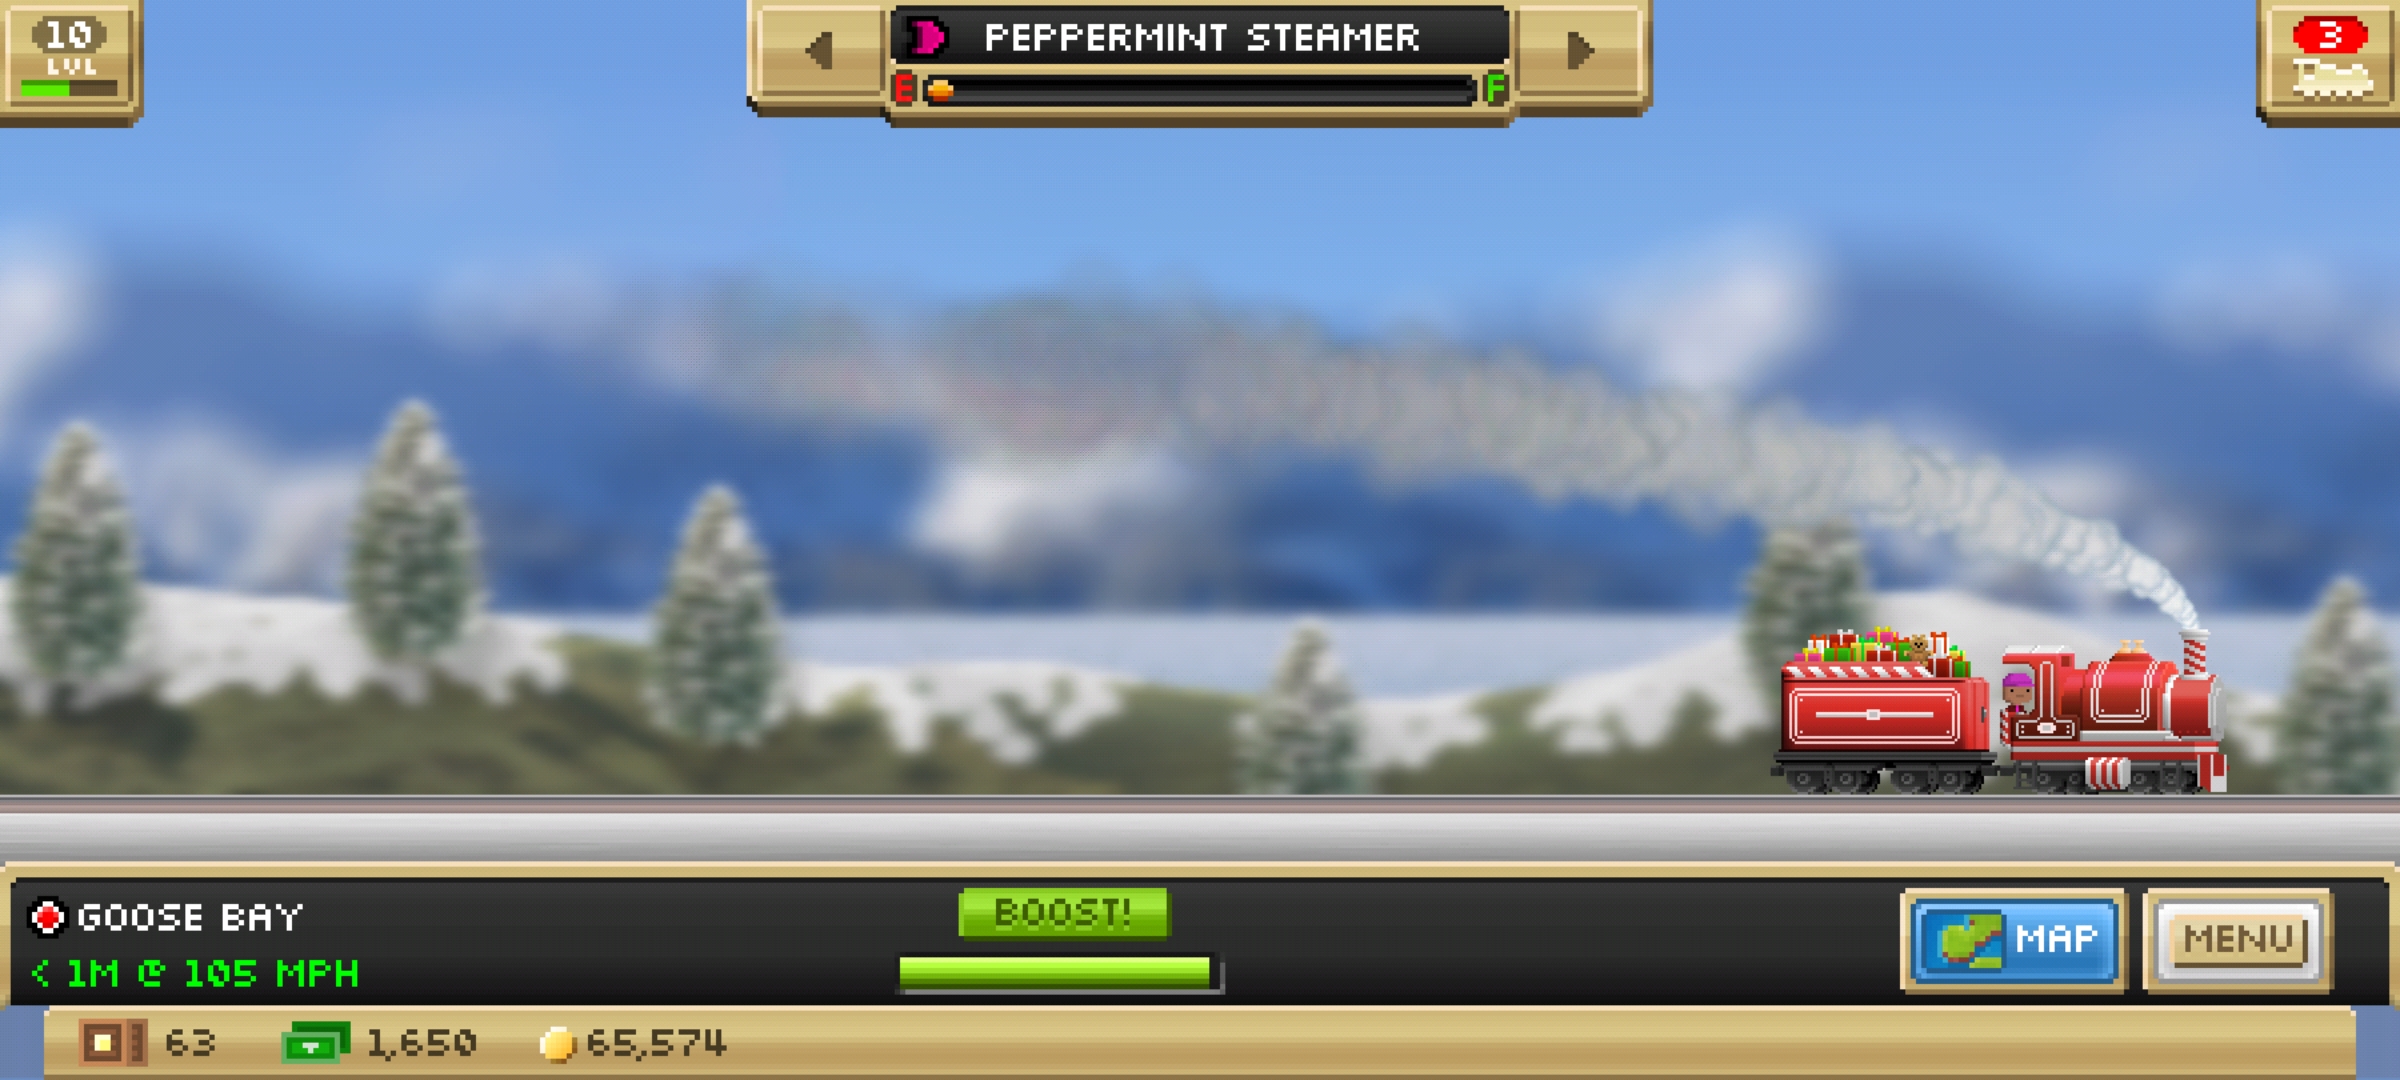 10
LVL
PEPPERMINT STEAMER
E F
3
GOOSE BAY
< 1M @ 105 MPH
BOOST!
MAP
MENU
63 1,650 65,574